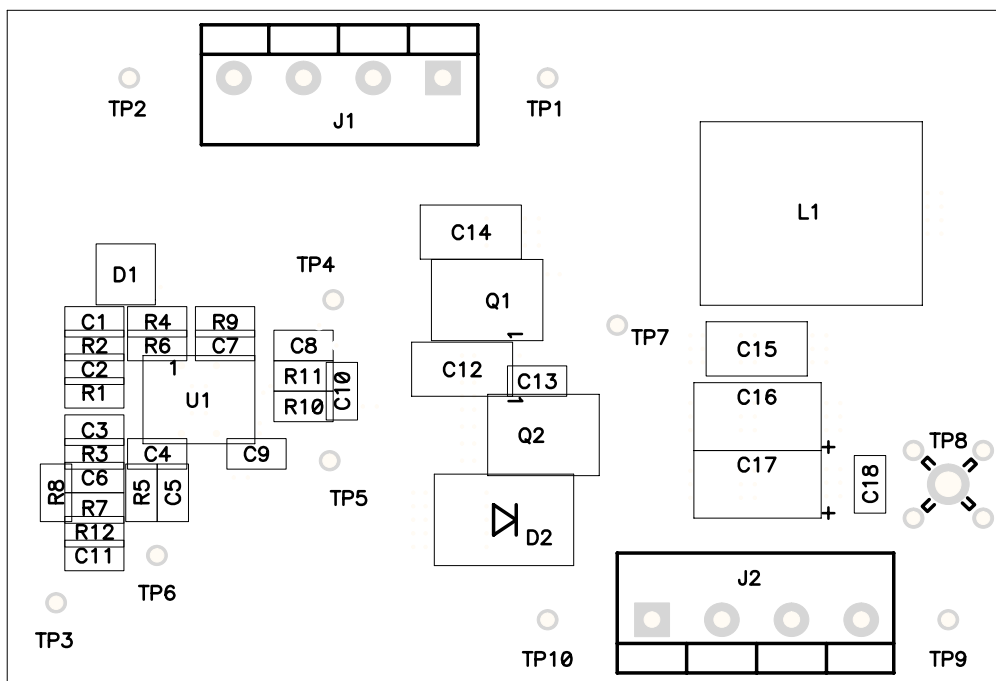 TP2
J1
TP1
L1
C14
D1
TP4
Q1
1
TP7
C1
R4
R9
R2
R6
C7
C8
C2
1
R11
C10
C12
C13
C15
R1
U1
R10
1
C16
C3
Q2
R3
C4
C9
+
TP8
R8
C6
R5
C5
TP5
C17
C18
R7
+
R12
D2
C11
TP6
J2
TP3
TP10
TP9